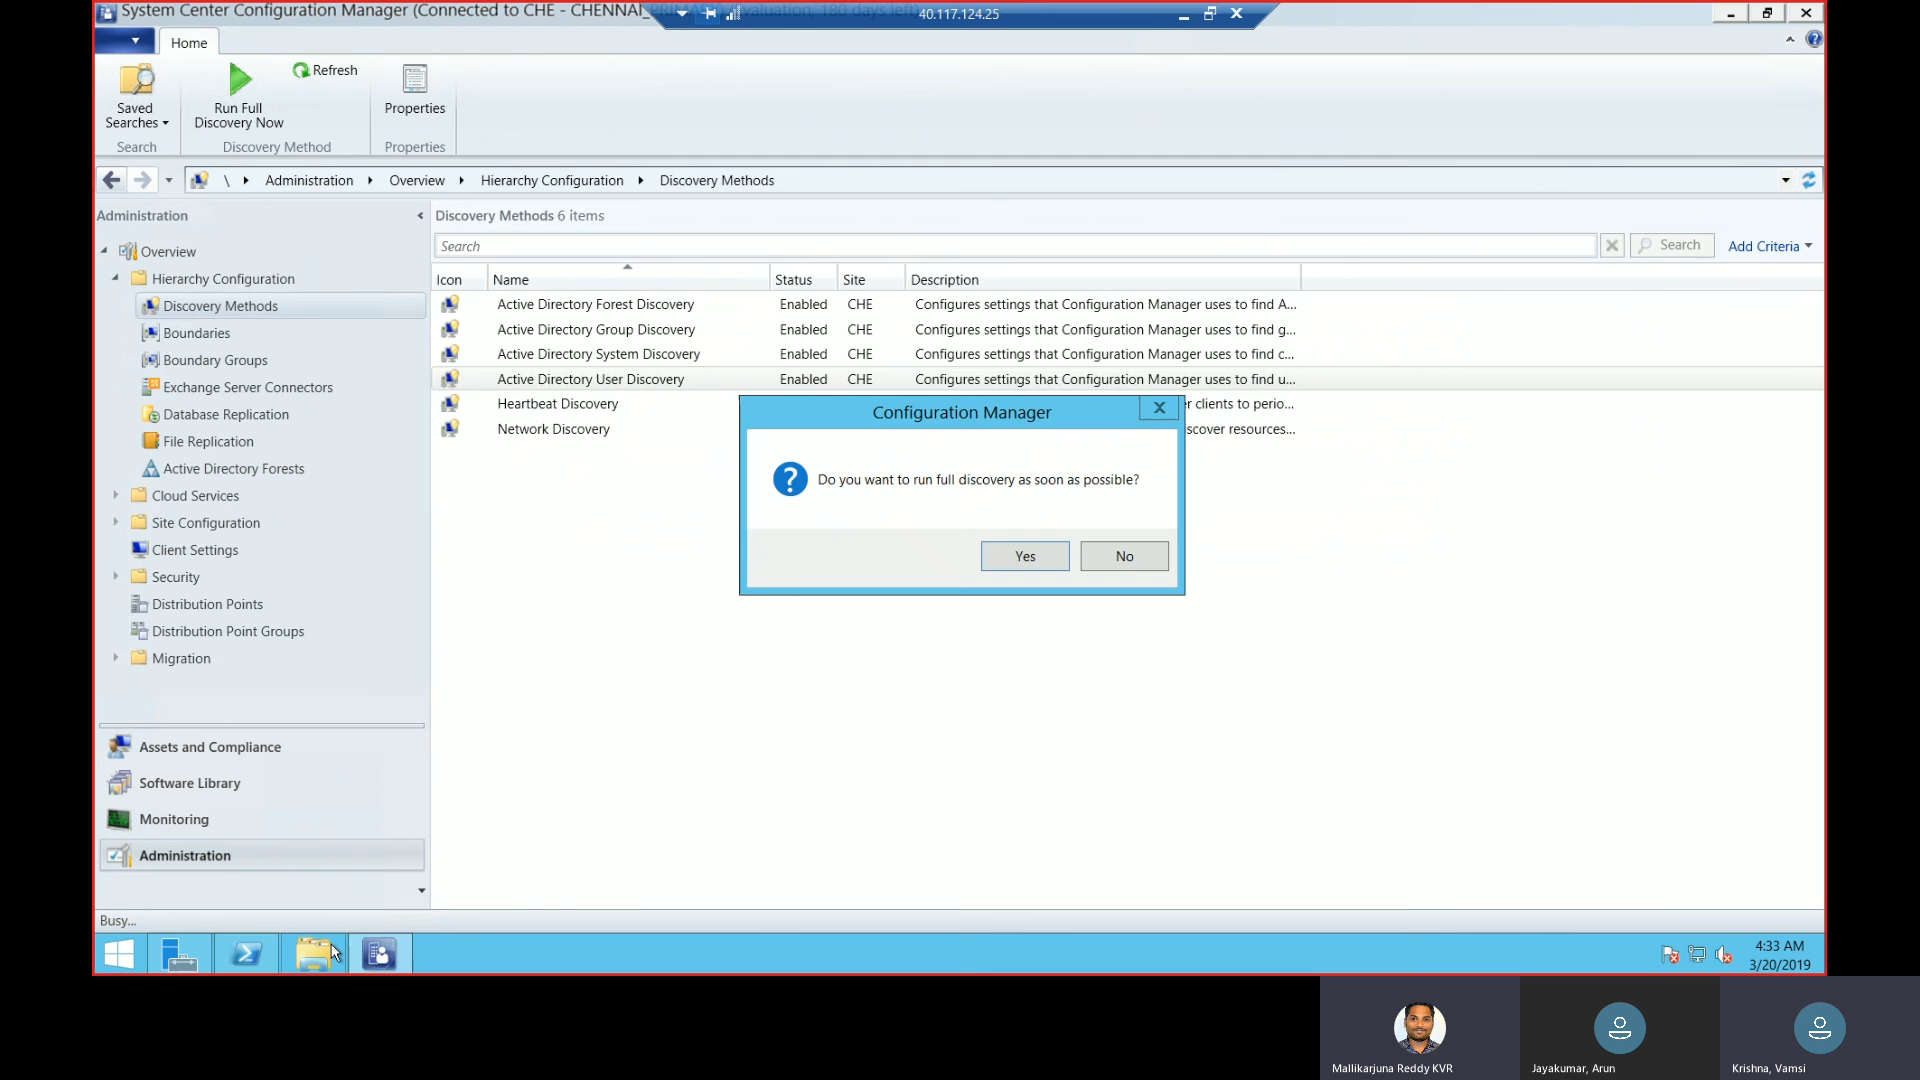 System Center Configuration Manager (Connected to CHE - CHENNAI_PRIMARY) (Evaluation, 180 days left)
40.117.124.25
Home
Saved Searches
Run Full Discovery Now
Refresh
Properties
Search
Discovery Method
Properties
\ Administration Overview Hierarchy Configuration Discovery Methods
Administration
Discovery Methods 6 items
Search
Search
Add Criteria
Overview
Hierarchy Configuration
Discovery Methods
Boundaries
Boundary Groups
Exchange Server Connectors
Database Replication
File Replication
Active Directory Forests
Cloud Services
Site Configuration
Client Settings
Security
Distribution Points
Distribution Point Groups
Migration
Assets and Compliance
Software Library
Monitoring
Administration
Icon Name Status Site Description
Active Directory Forest Discovery Enabled CHE Configures settings that Configuration Manager uses to find A...
Active Directory Group Discovery Enabled CHE Configures settings that Configuration Manager uses to find g...
Active Directory System Discovery Enabled CHE Configures settings that Configuration Manager uses to find c...
Active Directory User Discovery Enabled CHE Configures settings that Configuration Manager uses to find u...
Heartbeat Discovery r clients to perio...
Network Discovery scover resources...
Configuration Manager
Do you want to run full discovery as soon as possible?
Yes
No
Busy...
4:33 AM
3/20/2019
Mallikarjuna Reddy KVR
Jayakumar, Arun
Krishna, Vamsi